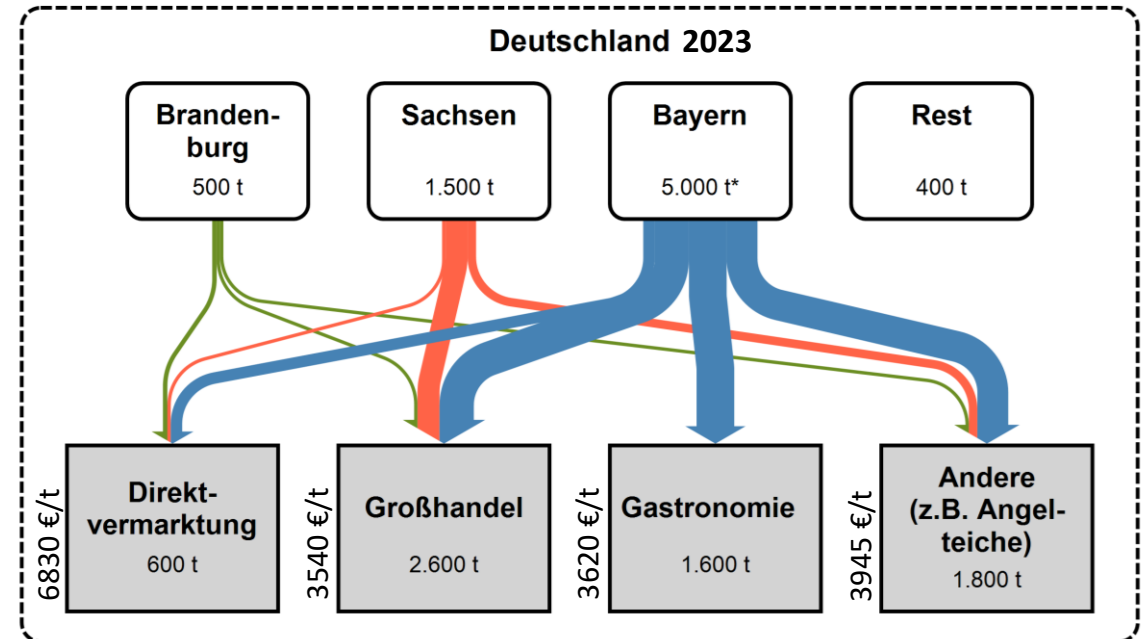 Deutschland 2023
Branden-
burg
500 t
Sachsen
1.500 t
Bayern
5.000 t*
Rest
400 t
6830 €/t
Direkt-
vermarktung
600 t
3540 €/t
Großhandel
2.600 t
3620 €/t
Gastronomie
1.600 t
3945 €/t
Andere
(z.B. Angel-
teiche)
1.800 t